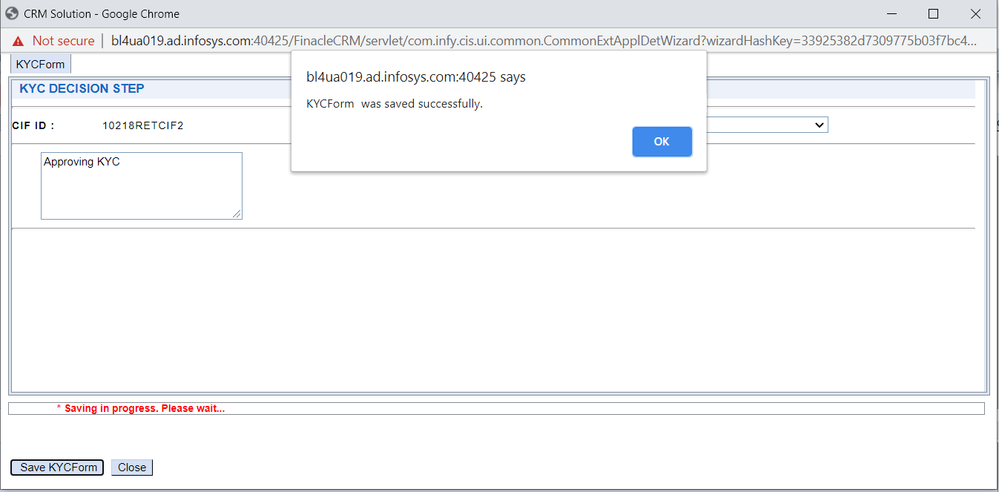 CRM Solution - Google Chrome
Not secure | bl4ua019.ad.infosys.com:40425/FinacleCRM/servlet/com.infy.cis.ui.common.CommonExtApplDetWizard?wizardHashKey=33925382d7309775b03f7bc4...
KYCForm
bl4ua019.ad.infosys.com:40425 says
KYCForm was saved successfully.
OK
KYC DECISION STEP
CIF ID : 10218RETCIF2
Approving KYC
* Saving in progress. Please wait...
Save KYCForm Close